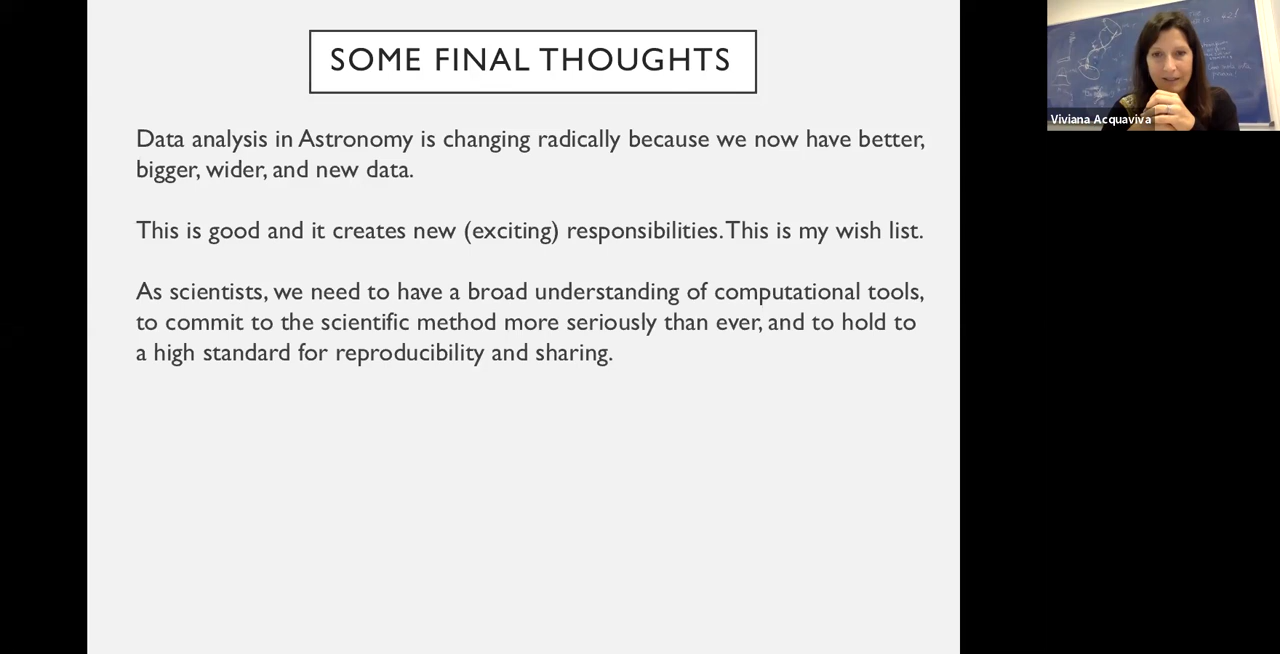 SOME FINAL THOUGHTS
Data analysis in Astronomy is changing radically because we now have better,
bigger, wider, and new data.
This is good and it creates new (exciting) responsibilities. This is my wish list.
As scientists, we need to have a broad understanding of computational tools,
to commit to the scientific method more seriously than ever, and to hold to
a high standard for reproducibility and sharing.
Viviana Acquaviva